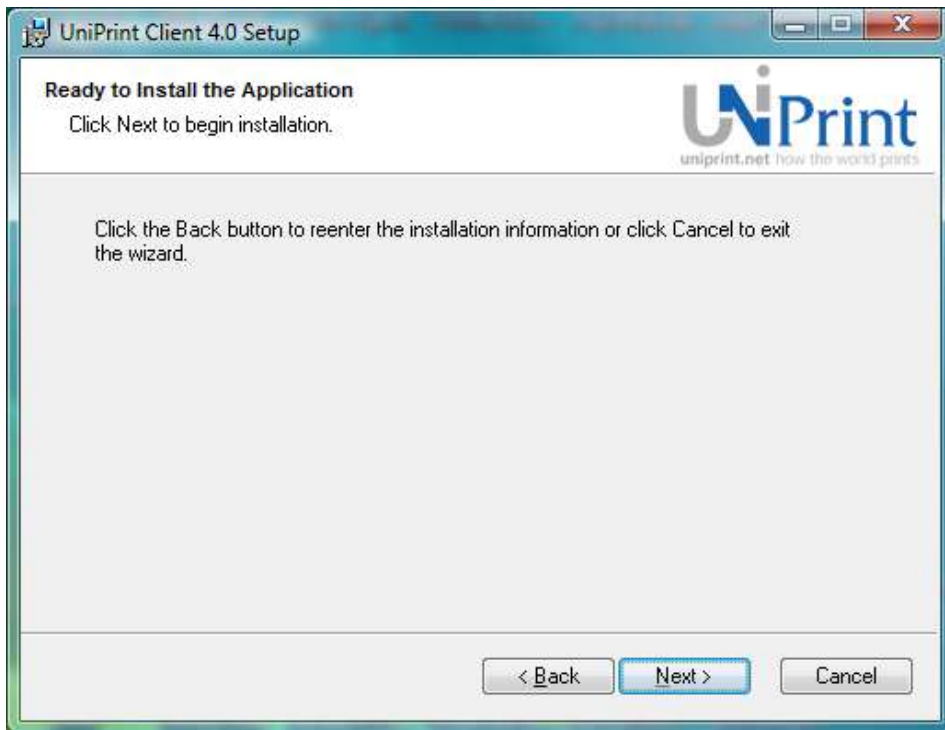 UniPrint Client 4.0 Setup
Ready to Install the Application
Click Next to begin installation.
UNiPrint
uniprint.net how the world prints
Click the Back button to reenter the installation information or click Cancel to exit
the wizard.
< Back
Next >
Cancel